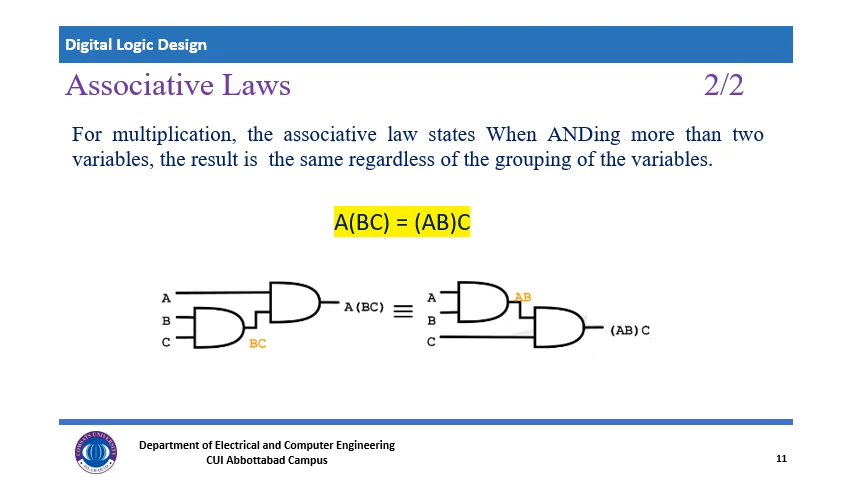 Digital Logic Design
Associative Laws 2/2
For multiplication, the associative law states When ANDing more than two
variables, the result is the same regardless of the grouping of the variables.
A(BC) = (AB)C
A
B
C
BC
A(BC)
≡
A
B
C
AB
(AB)C
Department of Electrical and Computer Engineering
CUI Abbottabad Campus
11